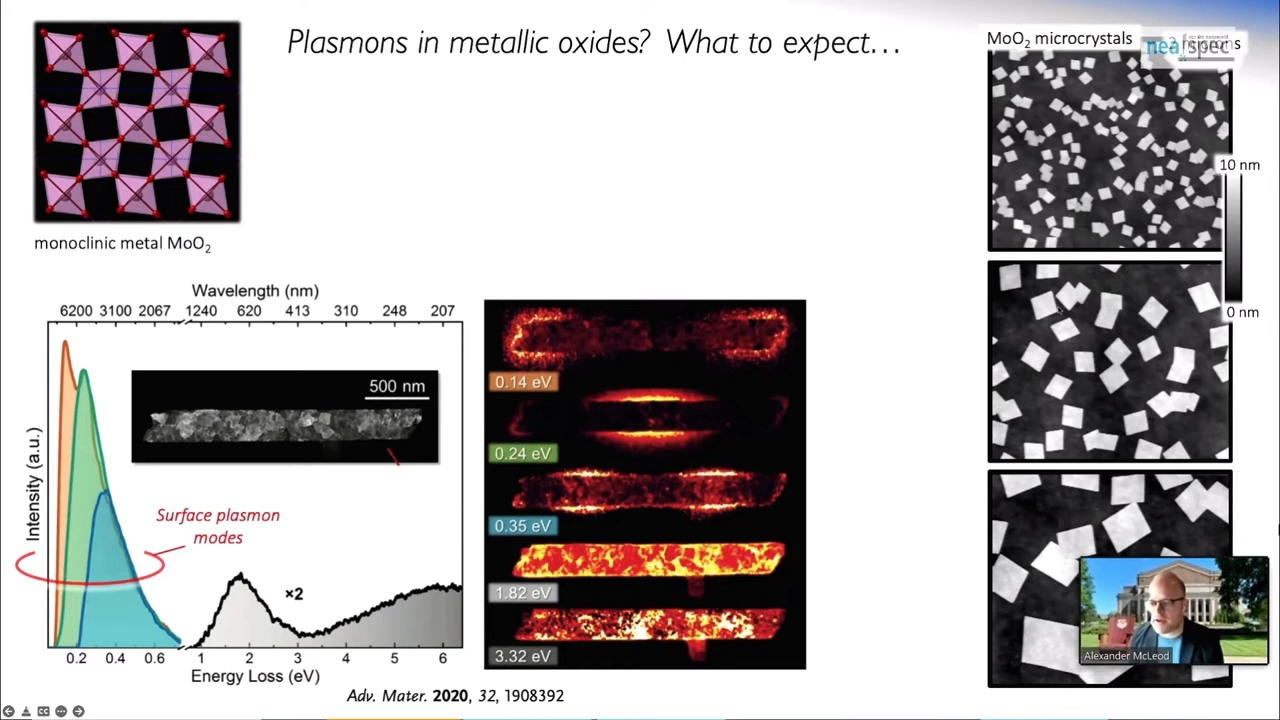 Plasmons in metallic oxides? What to expect…
MoO₂ microcrystals
neaspec
monoclinic metal MoO₂
10 nm
0 nm
Wavelength (nm)
6200 3100 2067 1240 620 413 310 248 207
Intensity (a.u.)
500 nm
Surface plasmon
modes
×2
0.2 0.4 0.6 1 2 3 4 5 6
Energy Loss (eV)
0.14 eV
0.24 eV
0.35 eV
1.82 eV
3.32 eV
Adv. Mater. 2020, 32, 1908392
Alexander McLeod